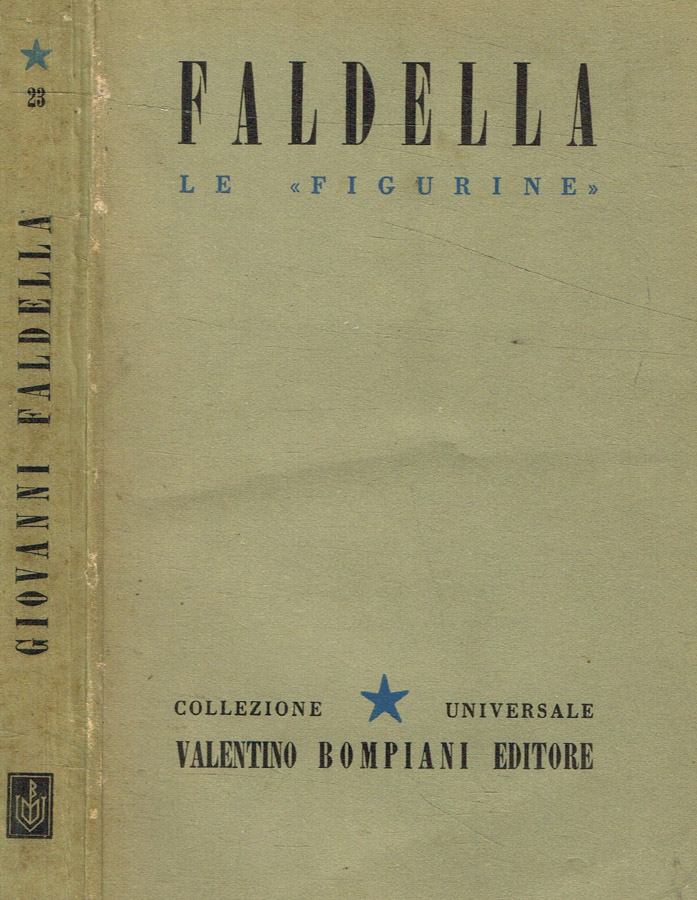 23
GIOVANNI FALDELLA
FALDELLA
LE «FIGURINE»
COLLEZIONE UNIVERSALE
VALENTINO BOMPIANI EDITORE